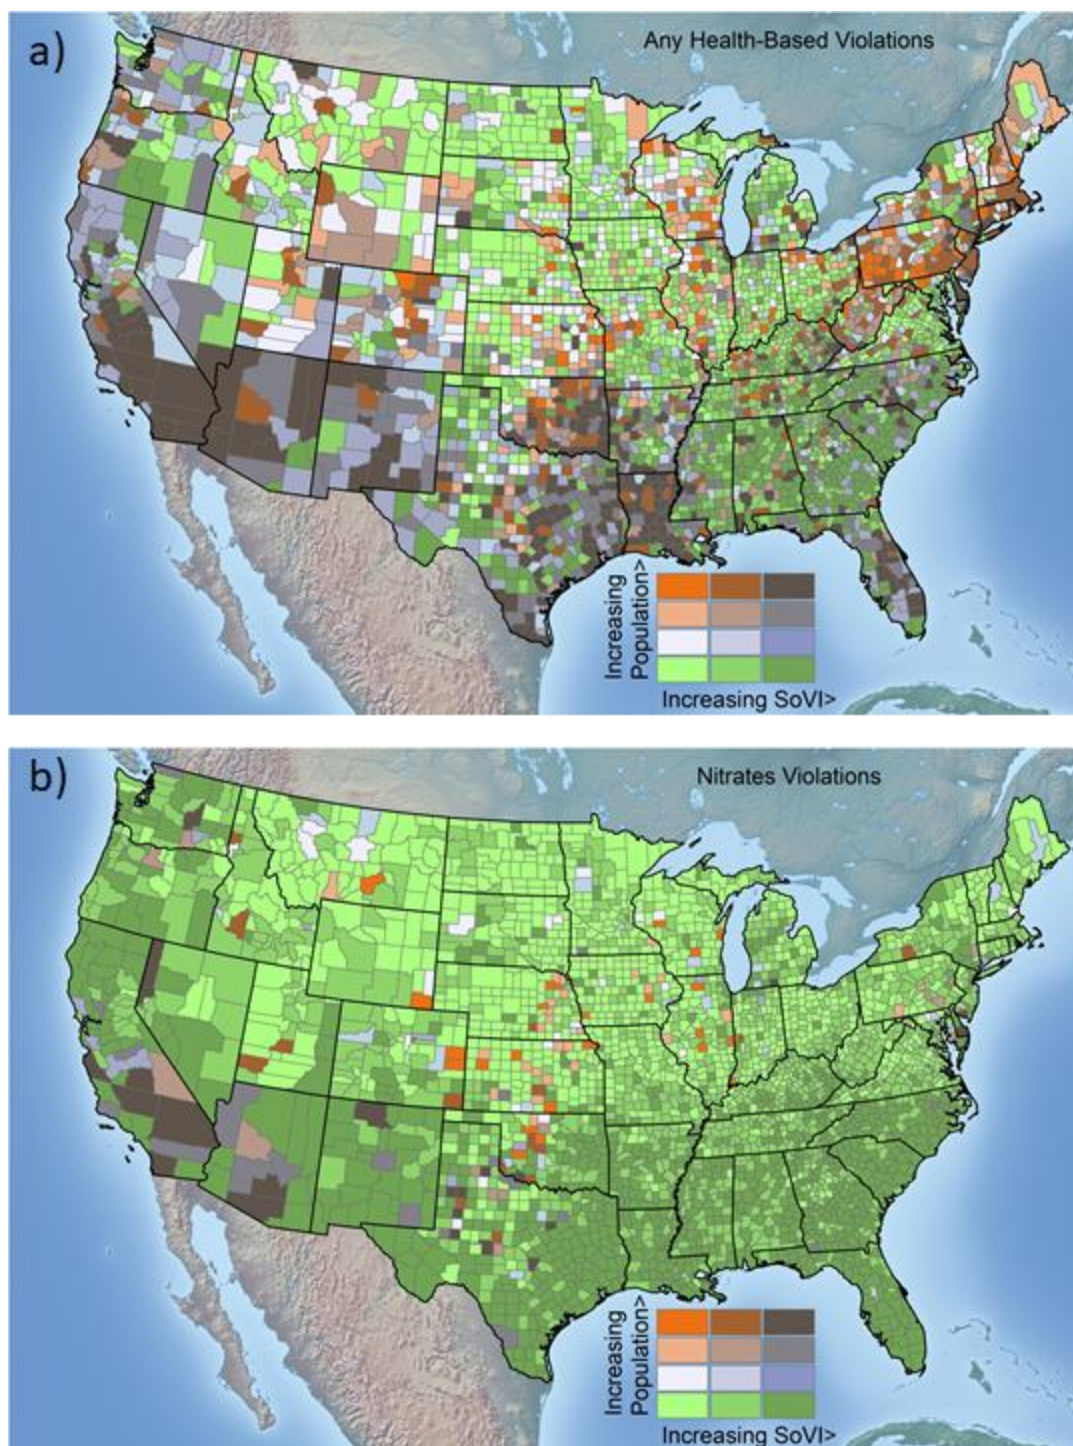 a)
Any Health-Based Violations
Increasing
Population>
Increasing SoVI>
b)
Nitrates Violations
Increasing
Population>
Increasing SoVI>